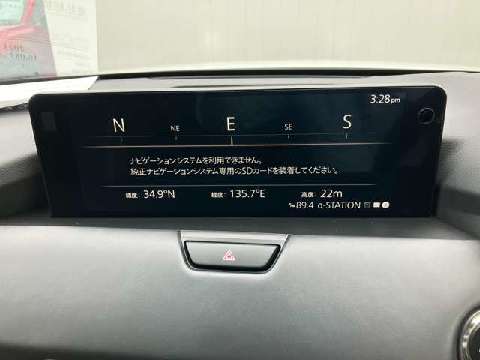 3:28pm
N NE E SE S
ナビゲーションシステムを利用できません。
純正ナビゲーションシステム専用のSDカードを装着してください。
緯度: 34.9°N 経度: 135.7°E 高度: 22m
89.4 α-STATION